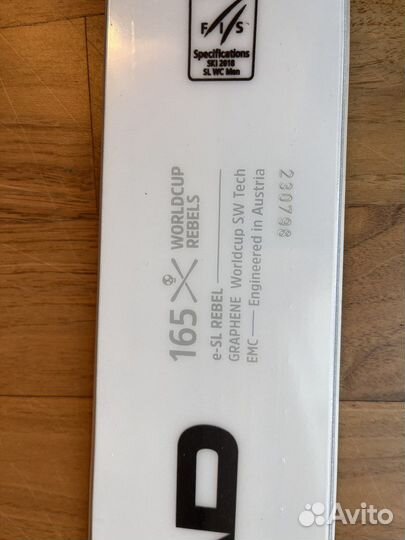 FIS
Specifications
SKI 2018
SL WC Men
165 WORLDCUP
REBELS
e-SL REBEL
GRAPHENE Worldcup SW Tech
EMC — Engineered in Austria
230798
AD
Avito